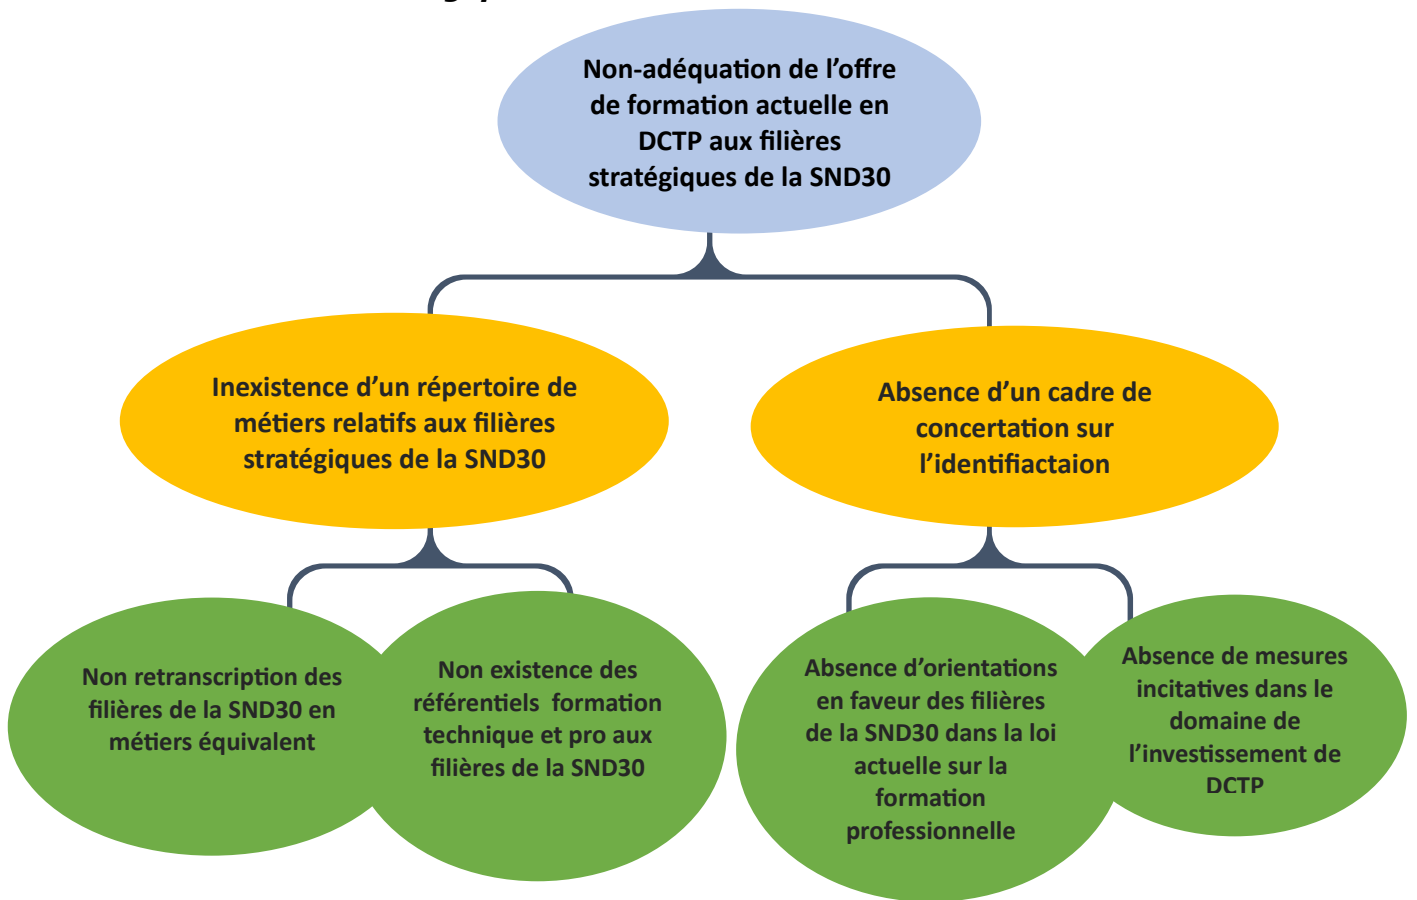 Non-adéquation de l’offre
de formation actuelle en
DCTP aux filières
stratégiques de la SND30
Inexistence d’un répertoire de
métiers relatifs aux filières
stratégiques de la SND30
Absence d’un cadre de
concertation sur
l’identifiactaion
Non retranscription des
filières de la SND30 en
métiers équivalent
Non existence des
référentiels  formation
technique et pro aux
filières de la SND30
Absence d’orientations
en faveur des filières
de la SND30 dans la loi
actuelle sur la
formation
professionnelle
Absence de mesures
incitatives dans le
domaine de
l’investissement de
DCTP